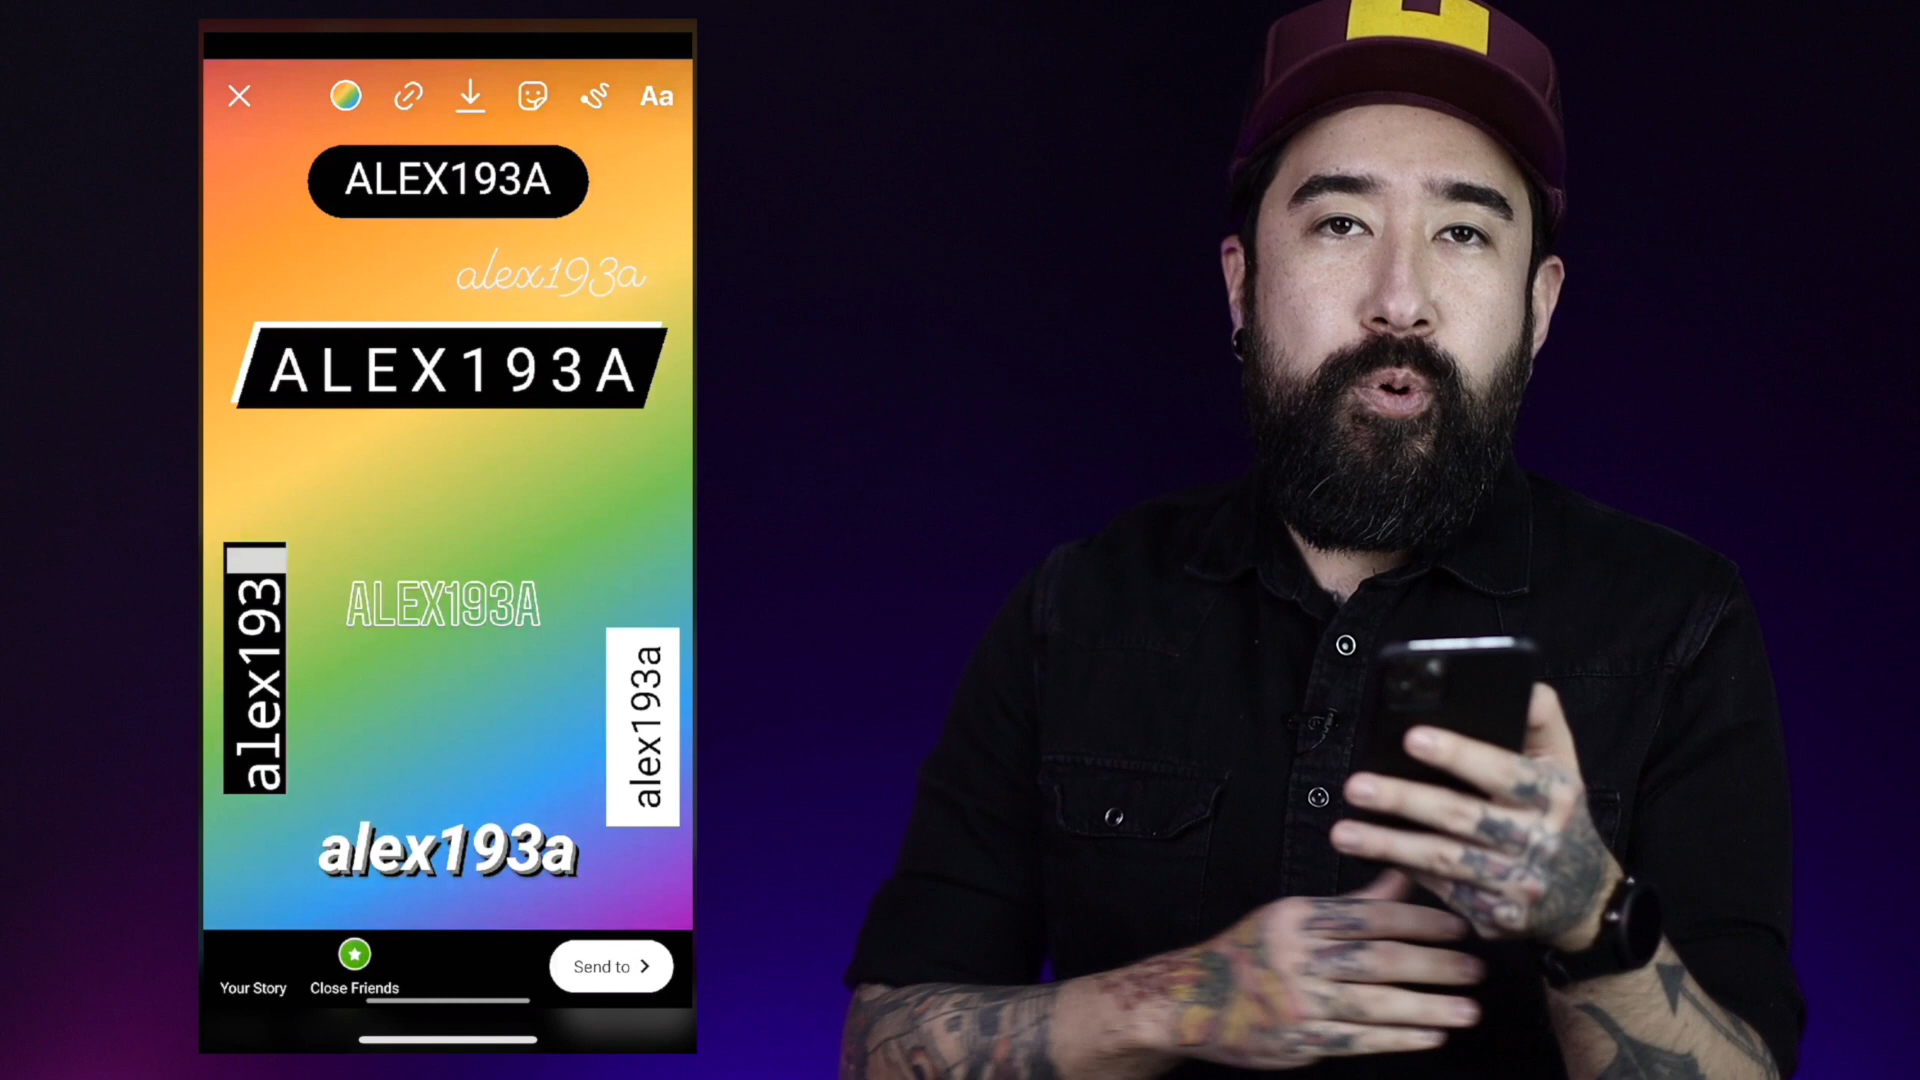 Aa
ALEX193A
alex193a
ALEX193A
alex193
ALEX193A
alex193a
alex193a
Your Story
Close Friends
Send to